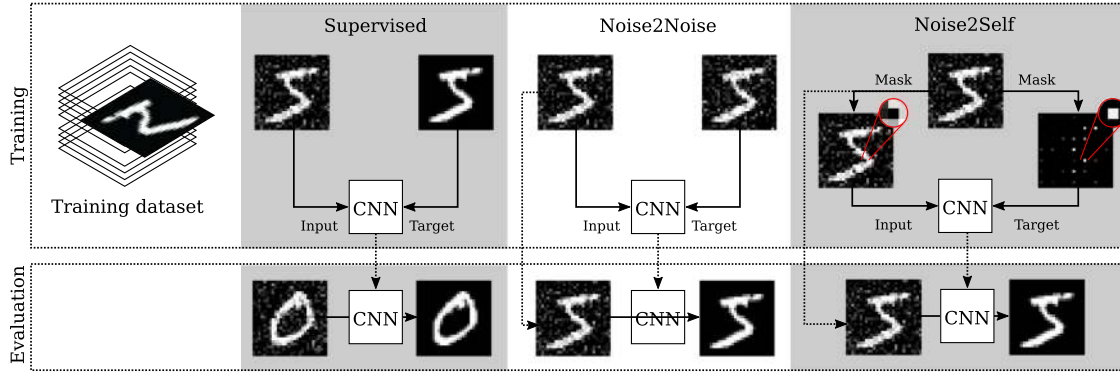 Supervised
Noise2Noise
Noise2Self
Training
Training dataset
Mask
Mask
CNN
Input
Target
CNN
Input
Target
CNN
Input
Target
Evaluation
CNN
CNN
CNN